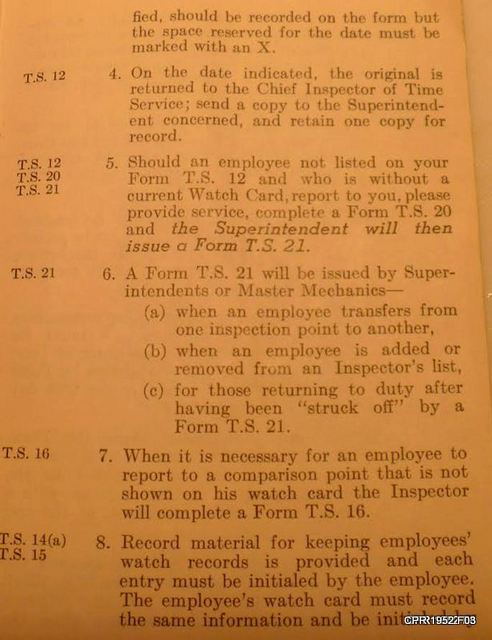 fied, should be recorded on the form but
the space reserved for the date must be
marked with an X.
T.S. 12 4. On the date indicated, the original is
returned to the Chief Inspector of Time
Service; send a copy to the Superintend-
ent concerned, and retain one copy for
record.
T.S. 12 5. Should an employee not listed on your
T.S. 20 Form T.S. 12 and who is without a
T.S. 21 current Watch Card, report to you, please
provide service, complete a Form T.S. 20
and the Superintendent will then
issue a Form T.S. 21.
T.S. 21 6. A Form T.S. 21 will be issued by Super-
intendents or Master Mechanics—
(a) when an employee transfers from
one inspection point to another,
(b) when an employee is added or
removed from an Inspector's list,
(c) for those returning to duty after
having been "struck off" by a
Form T.S. 21.
T.S. 16 7. When it is necessary for an employee to
report to a comparison point that is not
shown on his watch card the Inspector
will complete a Form T.S. 16.
T.S. 14(a) 8. Record material for keeping employees'
T.S. 15 watch records is provided and each
entry must be initialed by the employee.
The employee's watch card must record
the same information and be
CPR19522F03